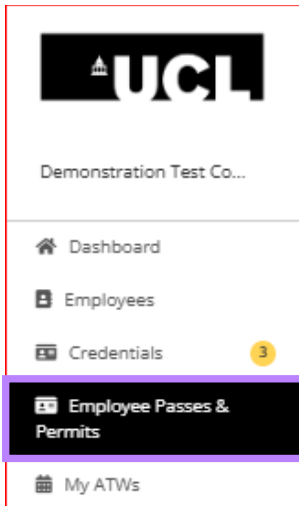 UCL
Demonstration Test Co...
Dashboard
Employees
Credentials 3
Employee Passes &
Permits
My ATWs